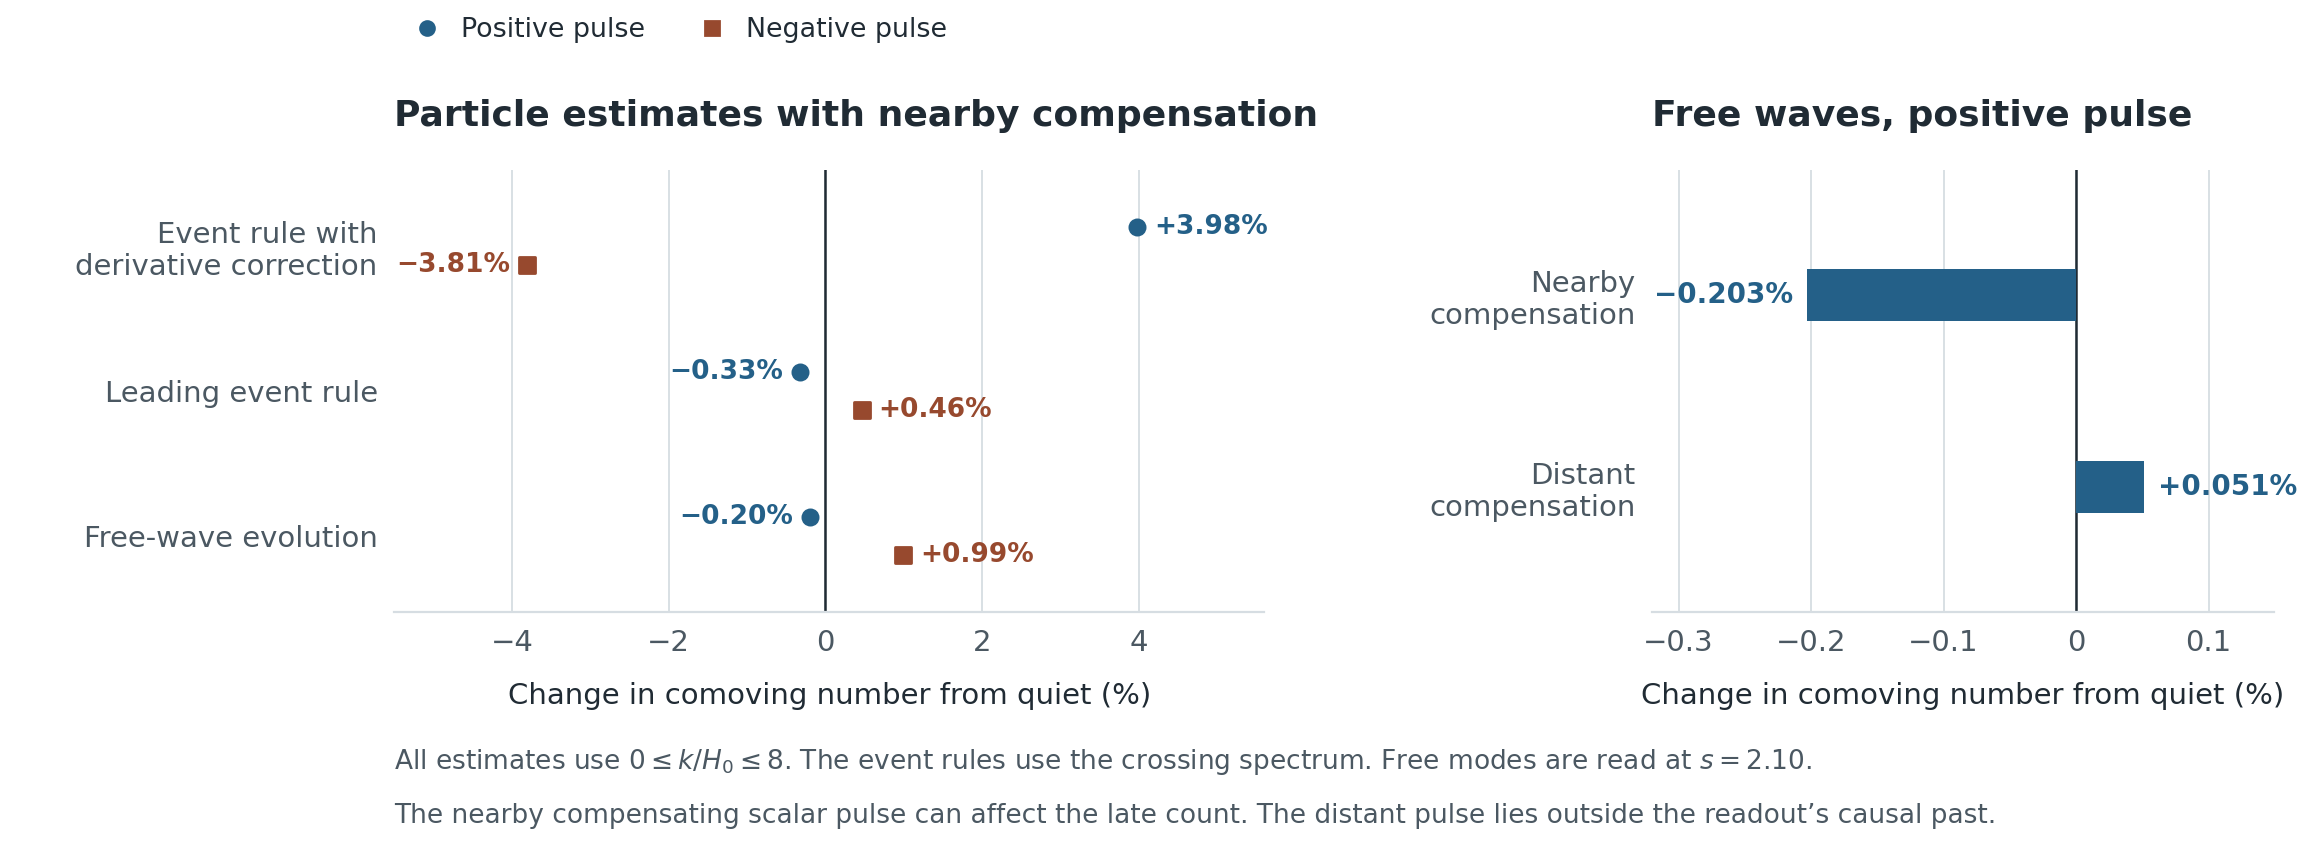 Positive pulse
Negative pulse
Particle estimates with nearby compensation
Event rule with
derivative correction
+3.98%
−3.81%
Leading event rule
−0.33%
+0.46%
Free-wave evolution
−0.20%
+0.99%
−4
−2
0
2
4
Change in comoving number from quiet (%)
Free waves, positive pulse
Nearby
compensation
−0.203%
Distant
compensation
+0.051%
−0.3
−0.2
−0.1
0
0.1
Change in comoving number from quiet (%)
All estimates use 0 ≤ k/H₀ ≤ 8. The event rules use the crossing spectrum. Free modes are read at s = 2.10.
The nearby compensating scalar pulse can affect the late count. The distant pulse lies outside the readout’s causal past.